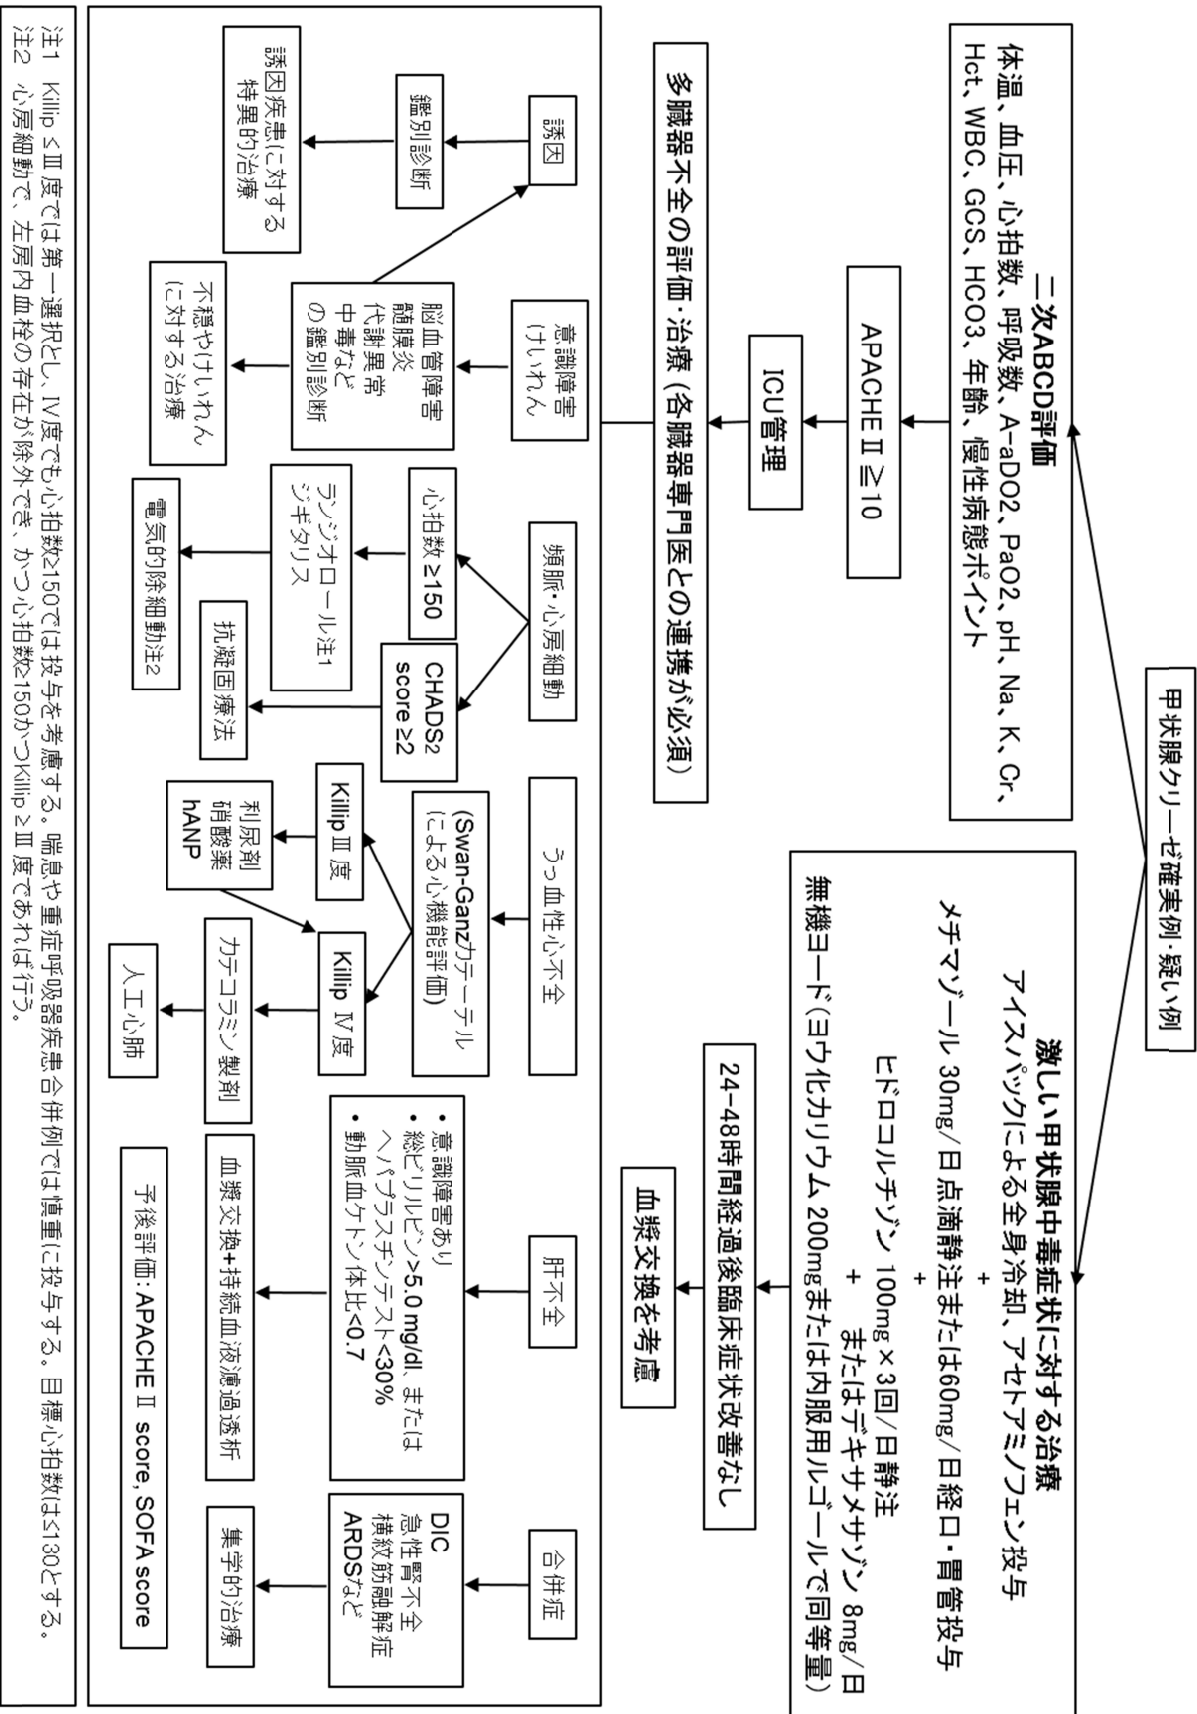 甲状腺クリーゼ確実例・疑い例
二次ABCD評価
体温、血圧、心拍数、呼吸数、A-aDO2、PaO2、pH、Na、K、Cr、
Hct、WBC、GCS、HCO3、年齢、慢性病態ポイント
APACHEⅡ≧10
ICU管理
多臓器不全の評価・治療 (各臓器専門医との連携が必須)
激しい甲状腺中毒症状に対する治療
アイスパックによる全身冷却、アセトアミノフェン投与
+
メチマゾール 30mg/日点滴静注または60mg/日経口・胃管投与
+
ヒドロコルチゾン 100mg×3回/日静注
またはデキサメサゾン 8mg/日
+
無機ヨード(ヨウ化カリウム200mgまたは内服用ルゴールで同等量)
24-48時間経過後臨床症状改善なし
血漿交換を考慮
誘因
鑑別診断
誘因疾患に対する
特異的治療
意識障害
(けいれん)
脳血管障害
髄膜炎
代謝異常
中毒など
の鑑別診断
不穏やけいれん
に対する治療
頻脈・心房細動
心拍数 ≥150
ランジオロール注1
ジギタリス
電気的除細動注2
CHADS2
score ≥2
抗凝固療法
うっ血性心不全
(Swan-Ganzカテーテル
による心機能評価)
Killip Ⅲ度
利尿剤
硝酸薬
hANP
Killip Ⅳ度
カテコラミン製剤
人工心肺
肝不全
• 意識障害あり
• 総ビリルビン>5.0 mg/dl、または
ヘパプラスチンテスト<30%
• 動脈血ケトン体比<0.7
血漿交換+持続血液濾過透析
合併症
DIC
急性腎不全
横紋筋融解症
ARDSなど
集学的治療
予後評価:APACHE Ⅱ score, SOFA score
注1 Killip ≤Ⅲ度では第一選択とし、Ⅳ度でも心拍数≥150では投与を考慮する。喘息や重症呼吸器疾患合併例では慎重に投与する。目標心拍数は≤130とする。
注2 心房細動で、左房内血栓の存在が除外でき、かつ心拍数≥150かつKillip ≥Ⅲ度であれば行う。